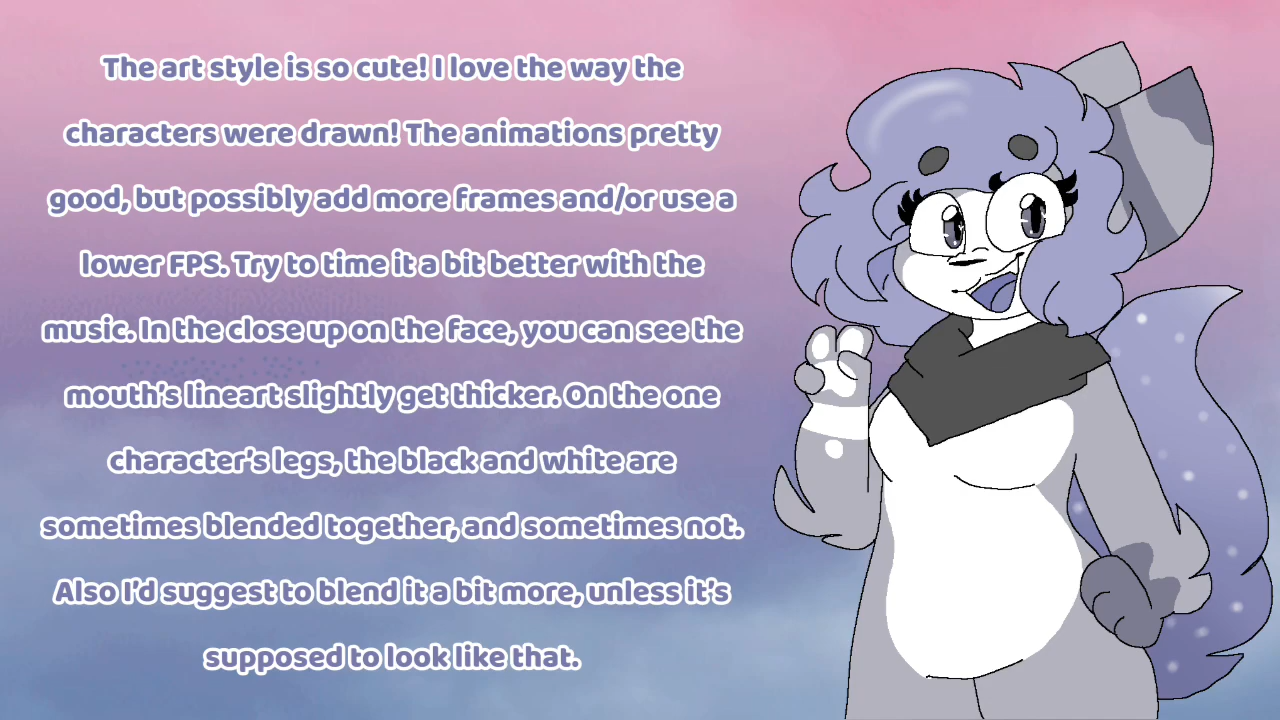 The art style is so cute! I love the way the
characters were drawn! The animations pretty
good, but possibly add more frames and/or use a
lower FPS. Try to time it a bit better with the
music. In the close up on the face, you can see the
mouth's lineart slightly get thicker. On the one
character's legs, the black and white are
sometimes blended together, and sometimes not.
Also I'd suggest to blend it a bit more, unless it's
supposed to look like that.